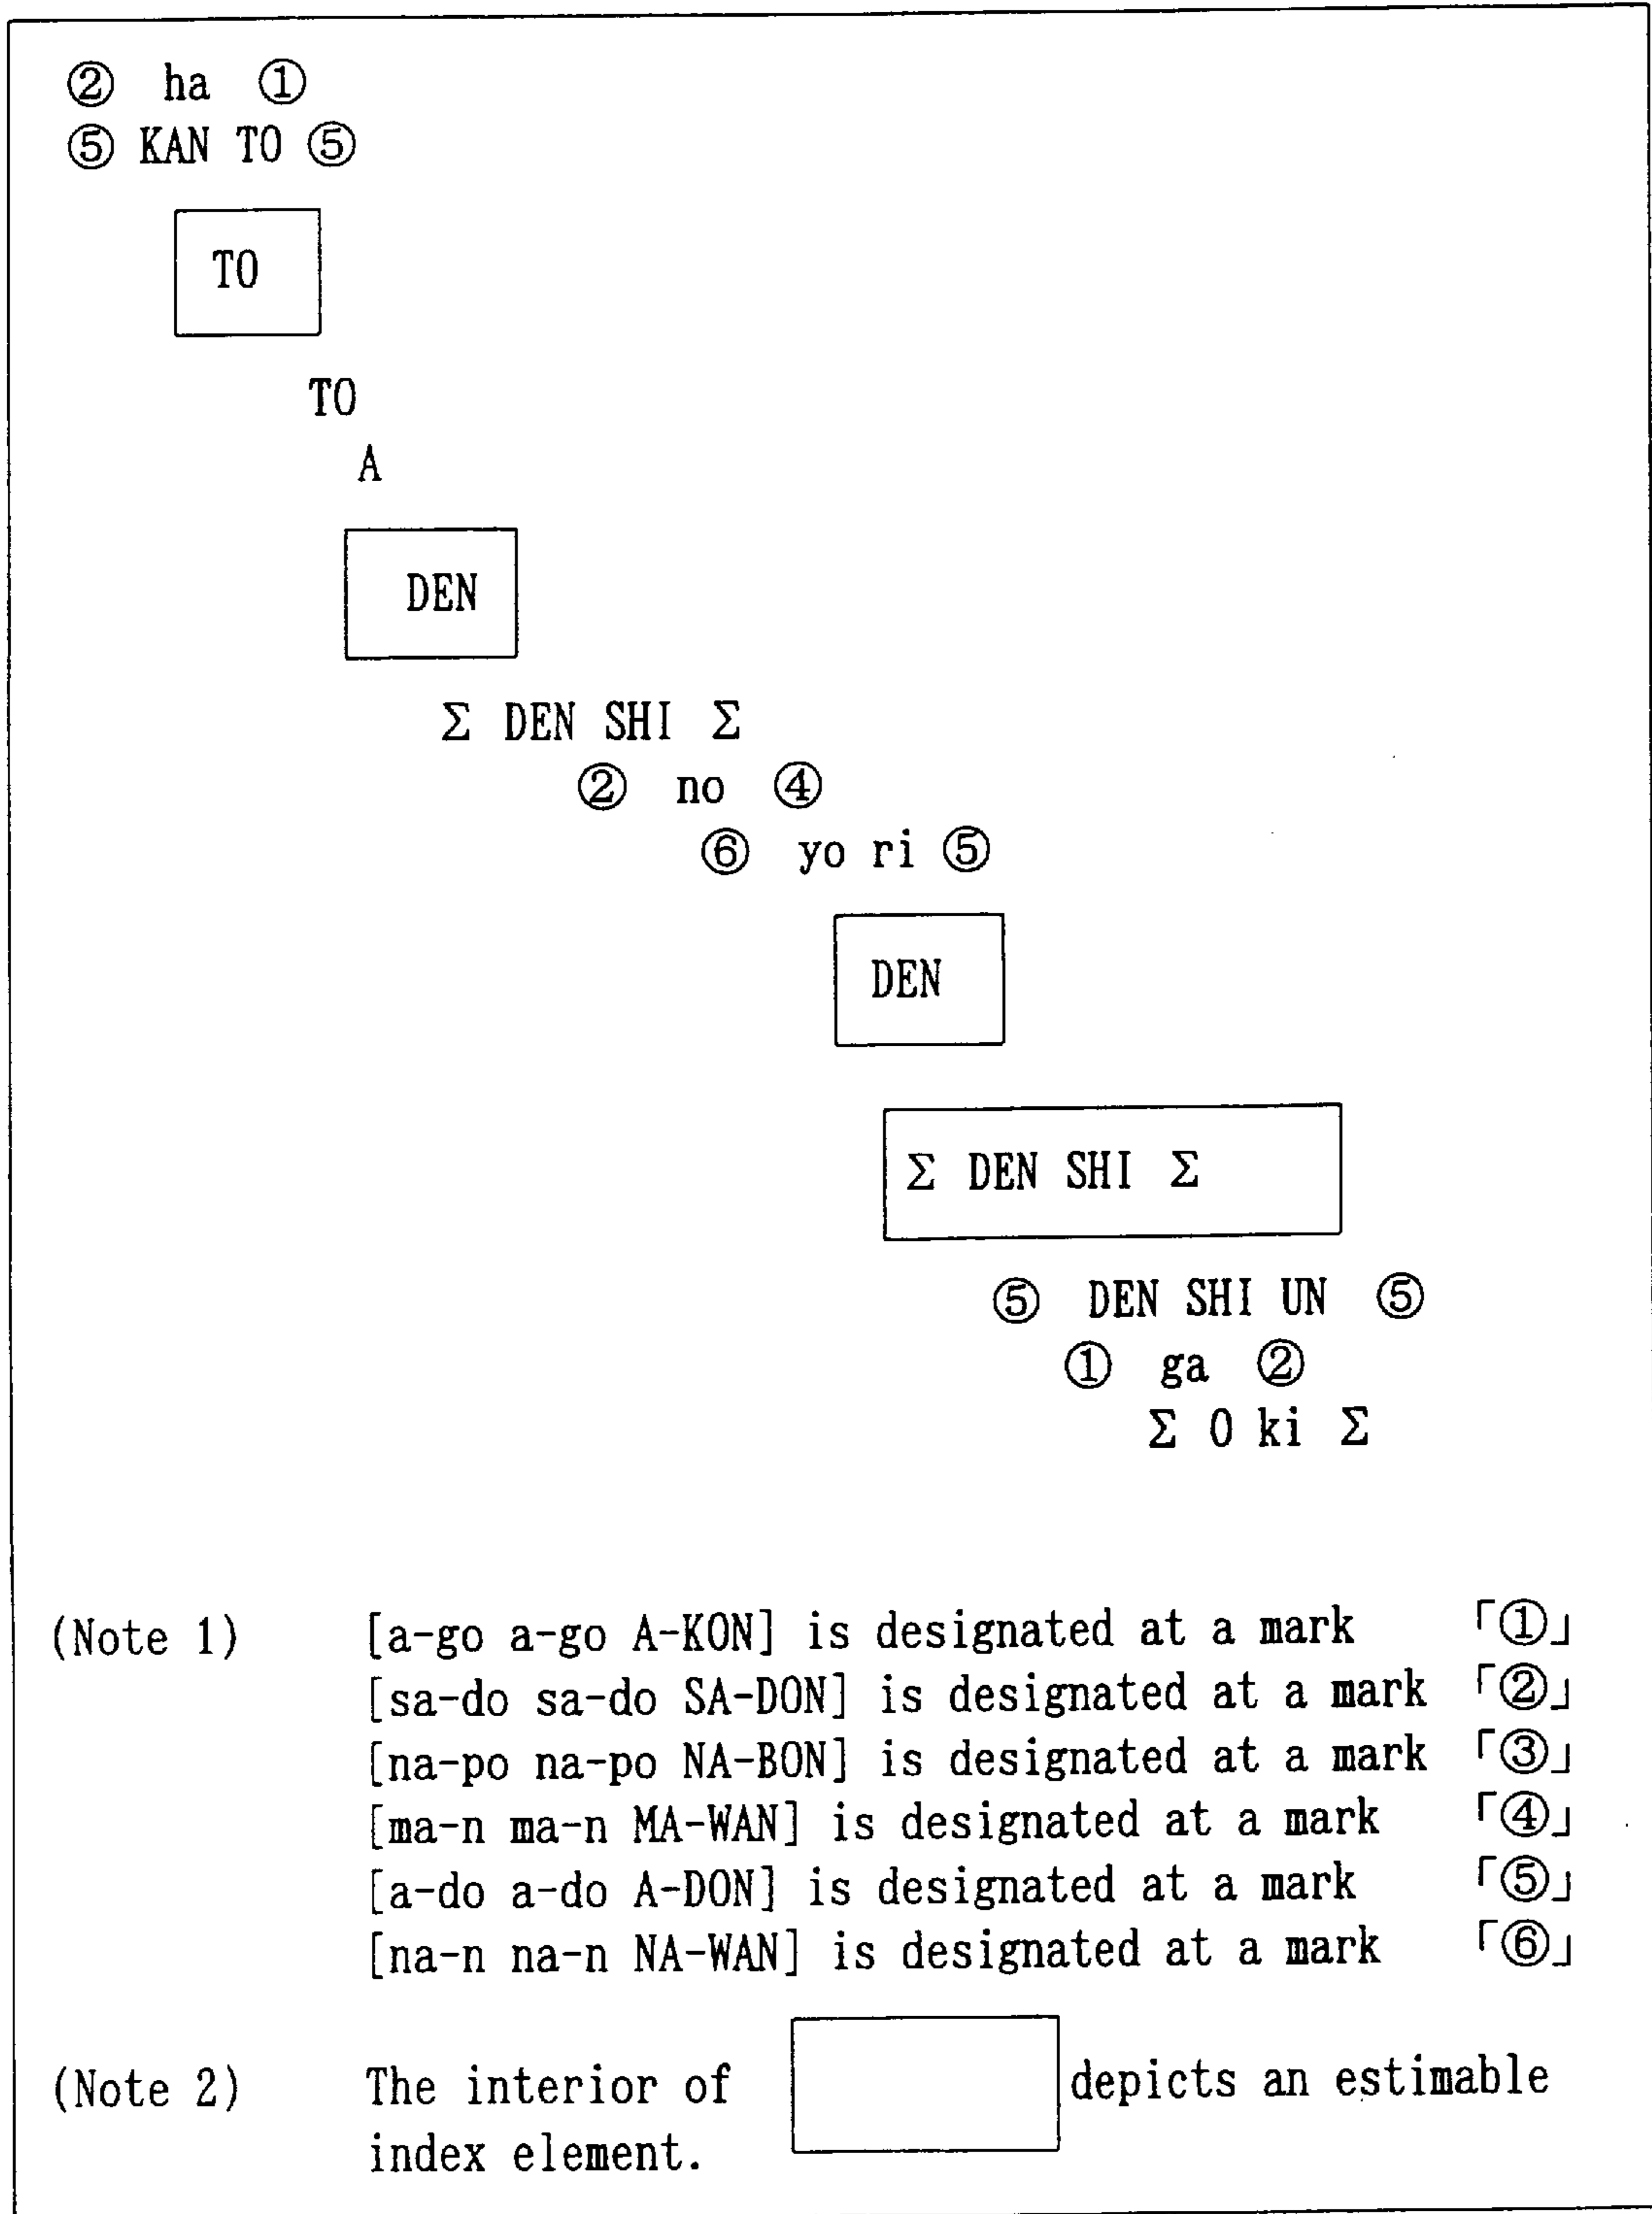 ② ha ①
⑤ KAN TO ⑤
TO
TO
A
DEN
Σ DEN SHI Σ
② no ④
⑥ yo ri ⑤
DEN
Σ DEN SHI Σ
⑤ DEN SHI UN ⑤
① ga ②
Σ O ki Σ
(Note 1) [a-go a-go A-KON] is designated at a mark 「①」
[sa-do sa-do SA-DON] is designated at a mark 「②」
[na-po na-po NA-BON] is designated at a mark 「③」
[ma-n ma-n MA-WAN] is designated at a mark 「④」
[a-do a-do A-DON] is designated at a mark 「⑤」
[na-n na-n NA-WAN] is designated at a mark 「⑥」
(Note 2) The interior of depicts an estimable
index element.